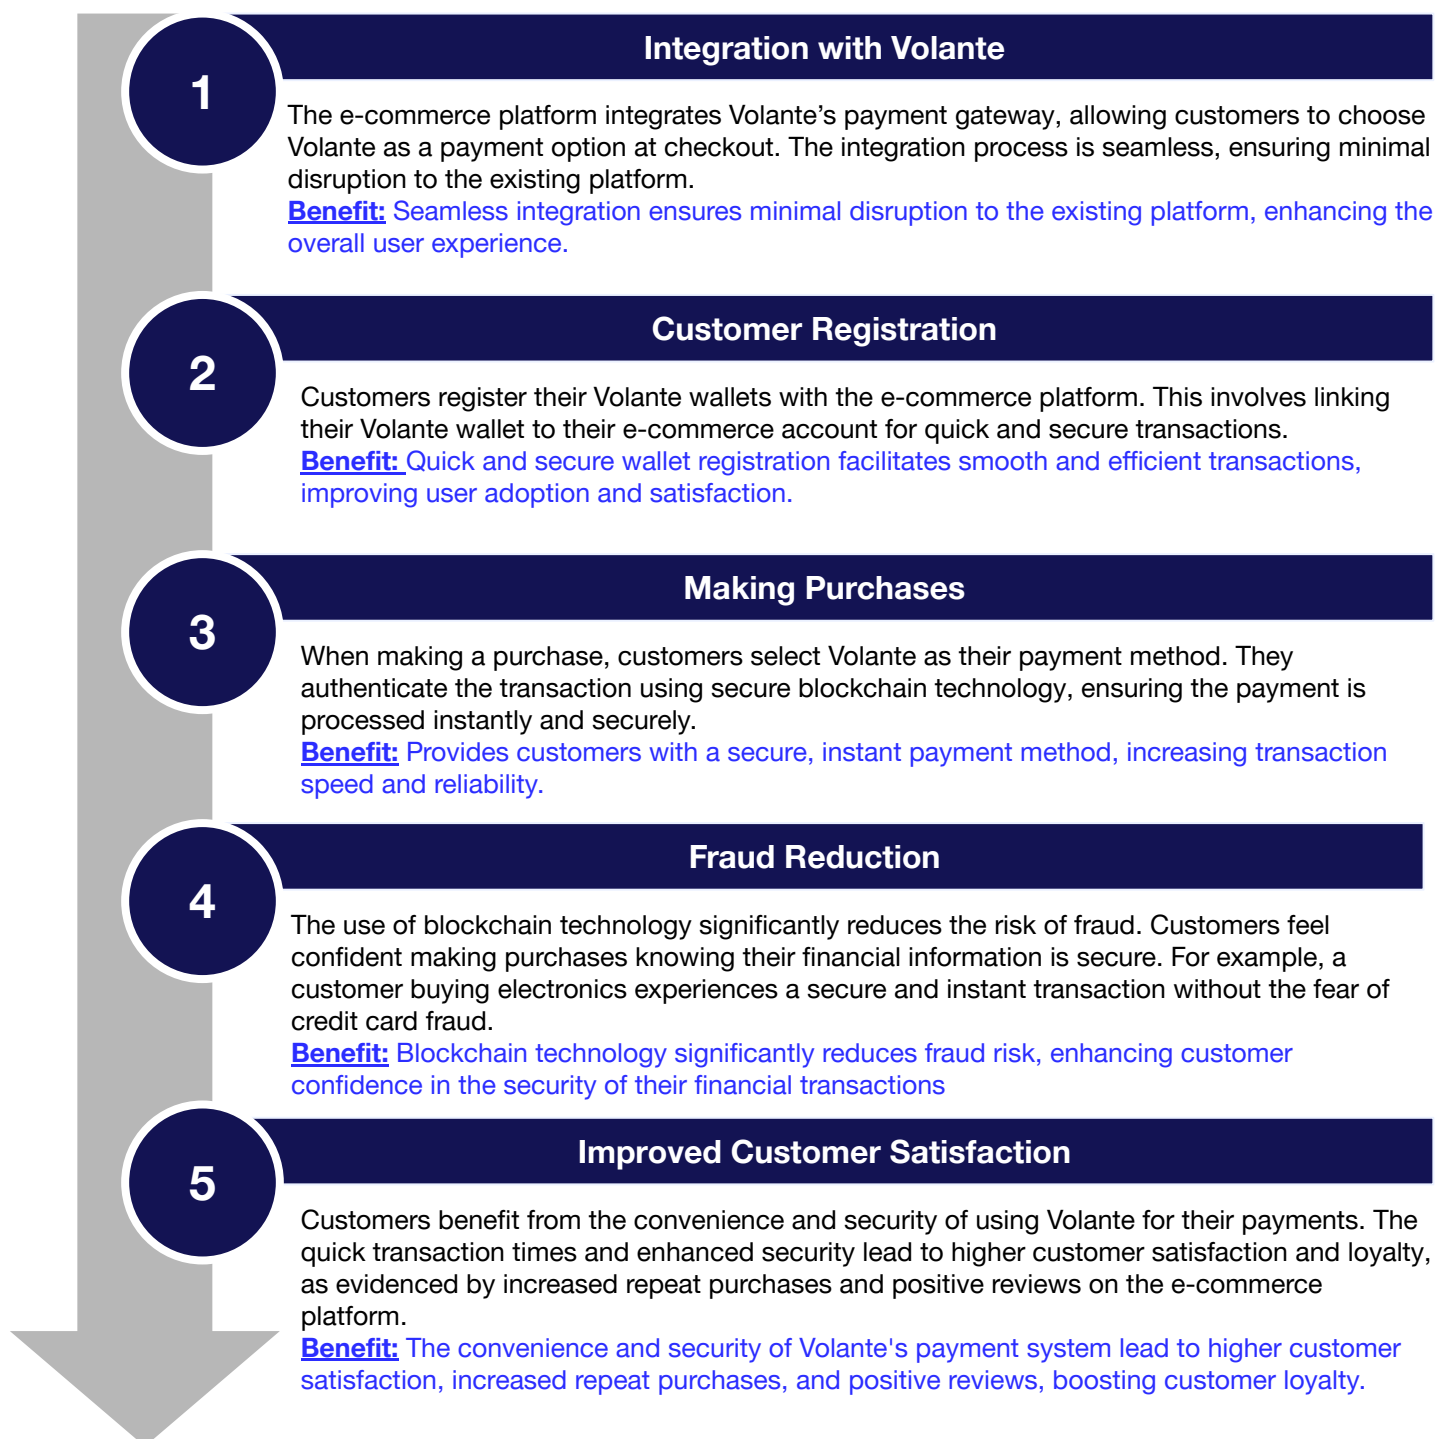 1
Integration with Volante
The e-commerce platform integrates Volante’s payment gateway, allowing customers to choose
Volante as a payment option at checkout. The integration process is seamless, ensuring minimal
disruption to the existing platform.
Benefit: Seamless integration ensures minimal disruption to the existing platform, enhancing the
overall user experience.
2
Customer Registration
Customers register their Volante wallets with the e-commerce platform. This involves linking
their Volante wallet to their e-commerce account for quick and secure transactions.
Benefit: Quick and secure wallet registration facilitates smooth and efficient transactions,
improving user adoption and satisfaction.
3
Making Purchases
When making a purchase, customers select Volante as their payment method. They
authenticate the transaction using secure blockchain technology, ensuring the payment is
processed instantly and securely.
Benefit: Provides customers with a secure, instant payment method, increasing transaction
speed and reliability.
4
Fraud Reduction
The use of blockchain technology significantly reduces the risk of fraud. Customers feel
confident making purchases knowing their financial information is secure. For example, a
customer buying electronics experiences a secure and instant transaction without the fear of
credit card fraud.
Benefit: Blockchain technology significantly reduces fraud risk, enhancing customer
confidence in the security of their financial transactions
5
Improved Customer Satisfaction
Customers benefit from the convenience and security of using Volante for their payments. The
quick transaction times and enhanced security lead to higher customer satisfaction and loyalty,
as evidenced by increased repeat purchases and positive reviews on the e-commerce
platform.
Benefit: The convenience and security of Volante's payment system lead to higher customer
satisfaction, increased repeat purchases, and positive reviews, boosting customer loyalty.